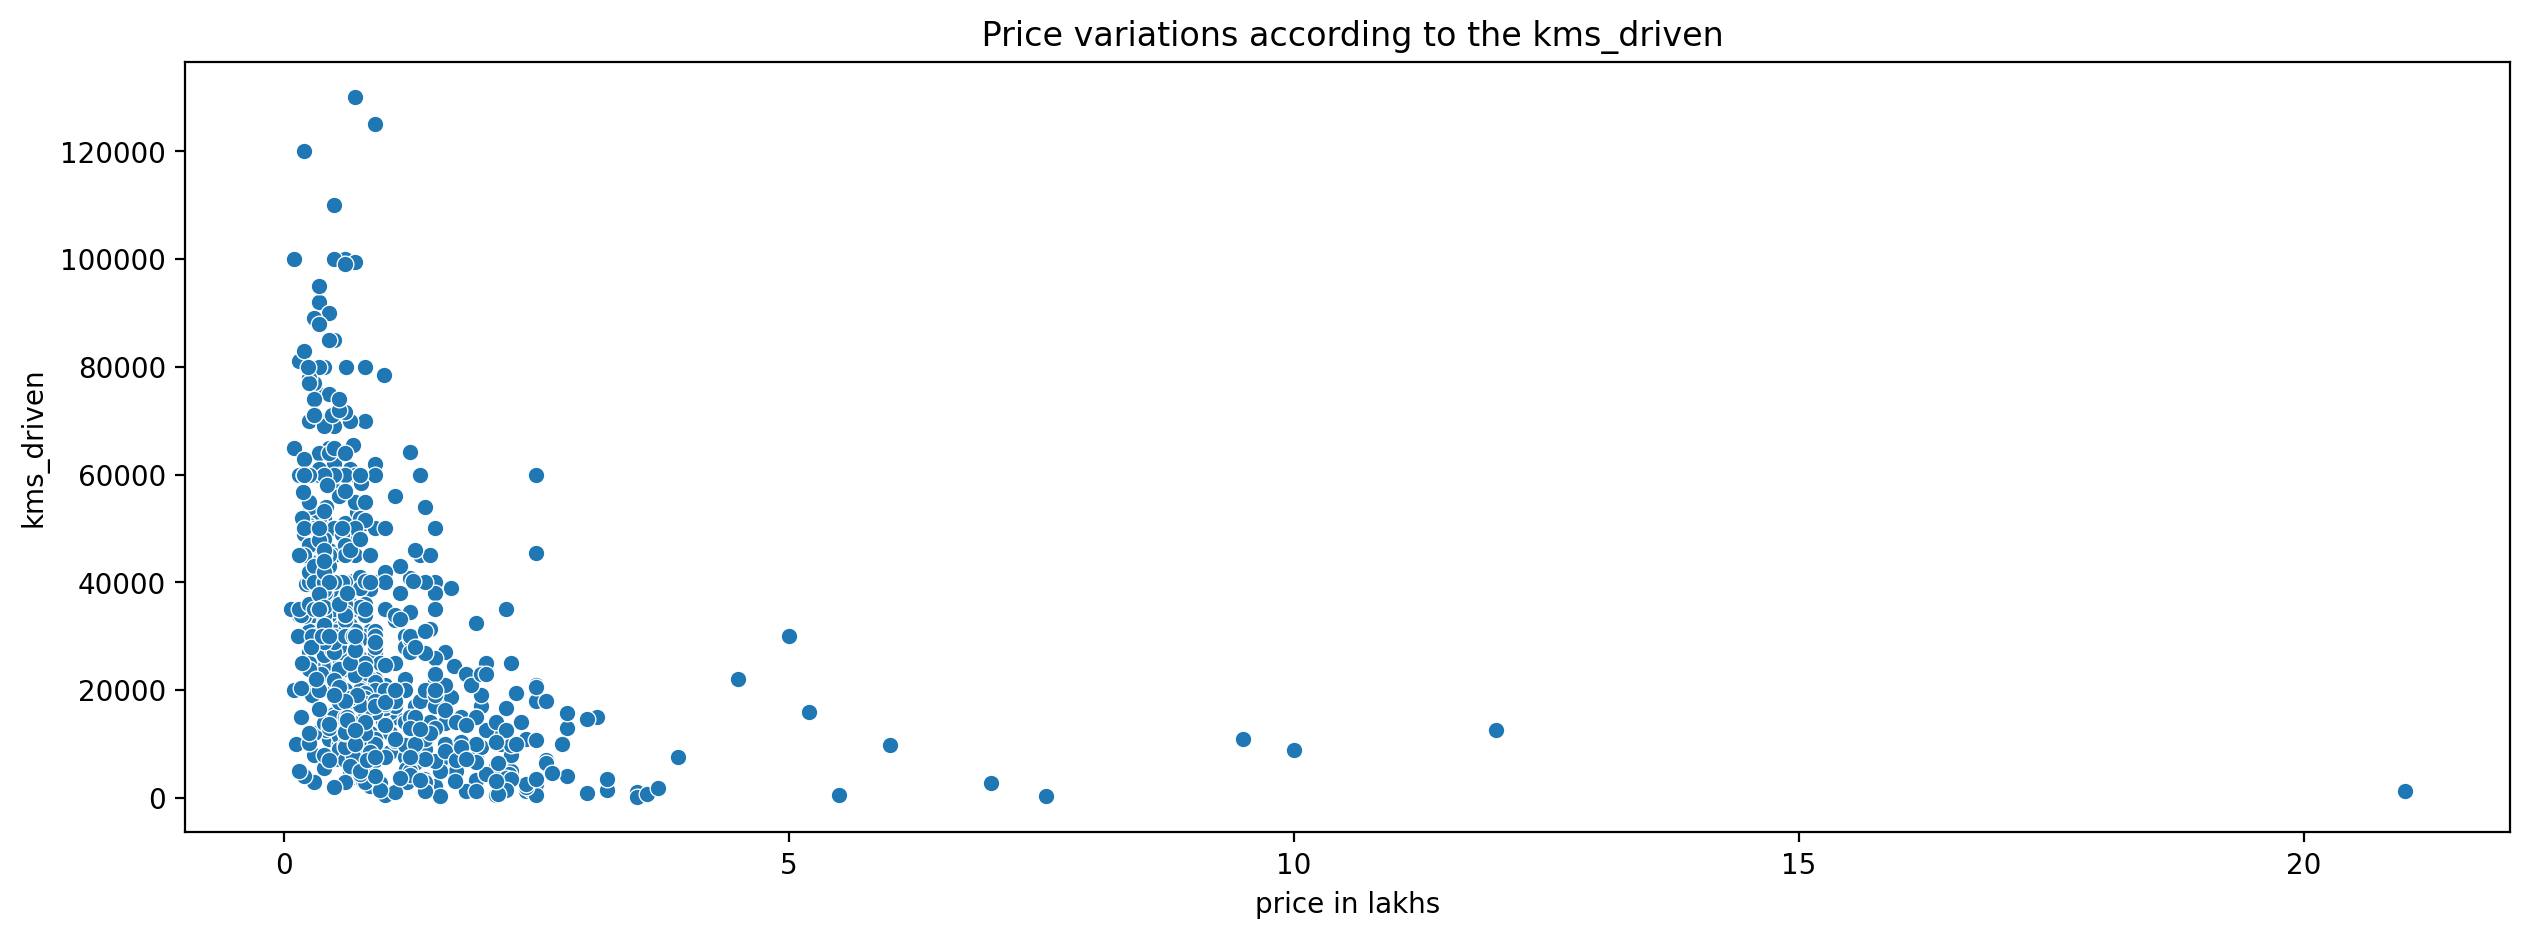 Price variations according to the kms_driven
120000
100000
80000
60000
40000
20000
0
kms_driven
0 5 10 15 20
price in lakhs